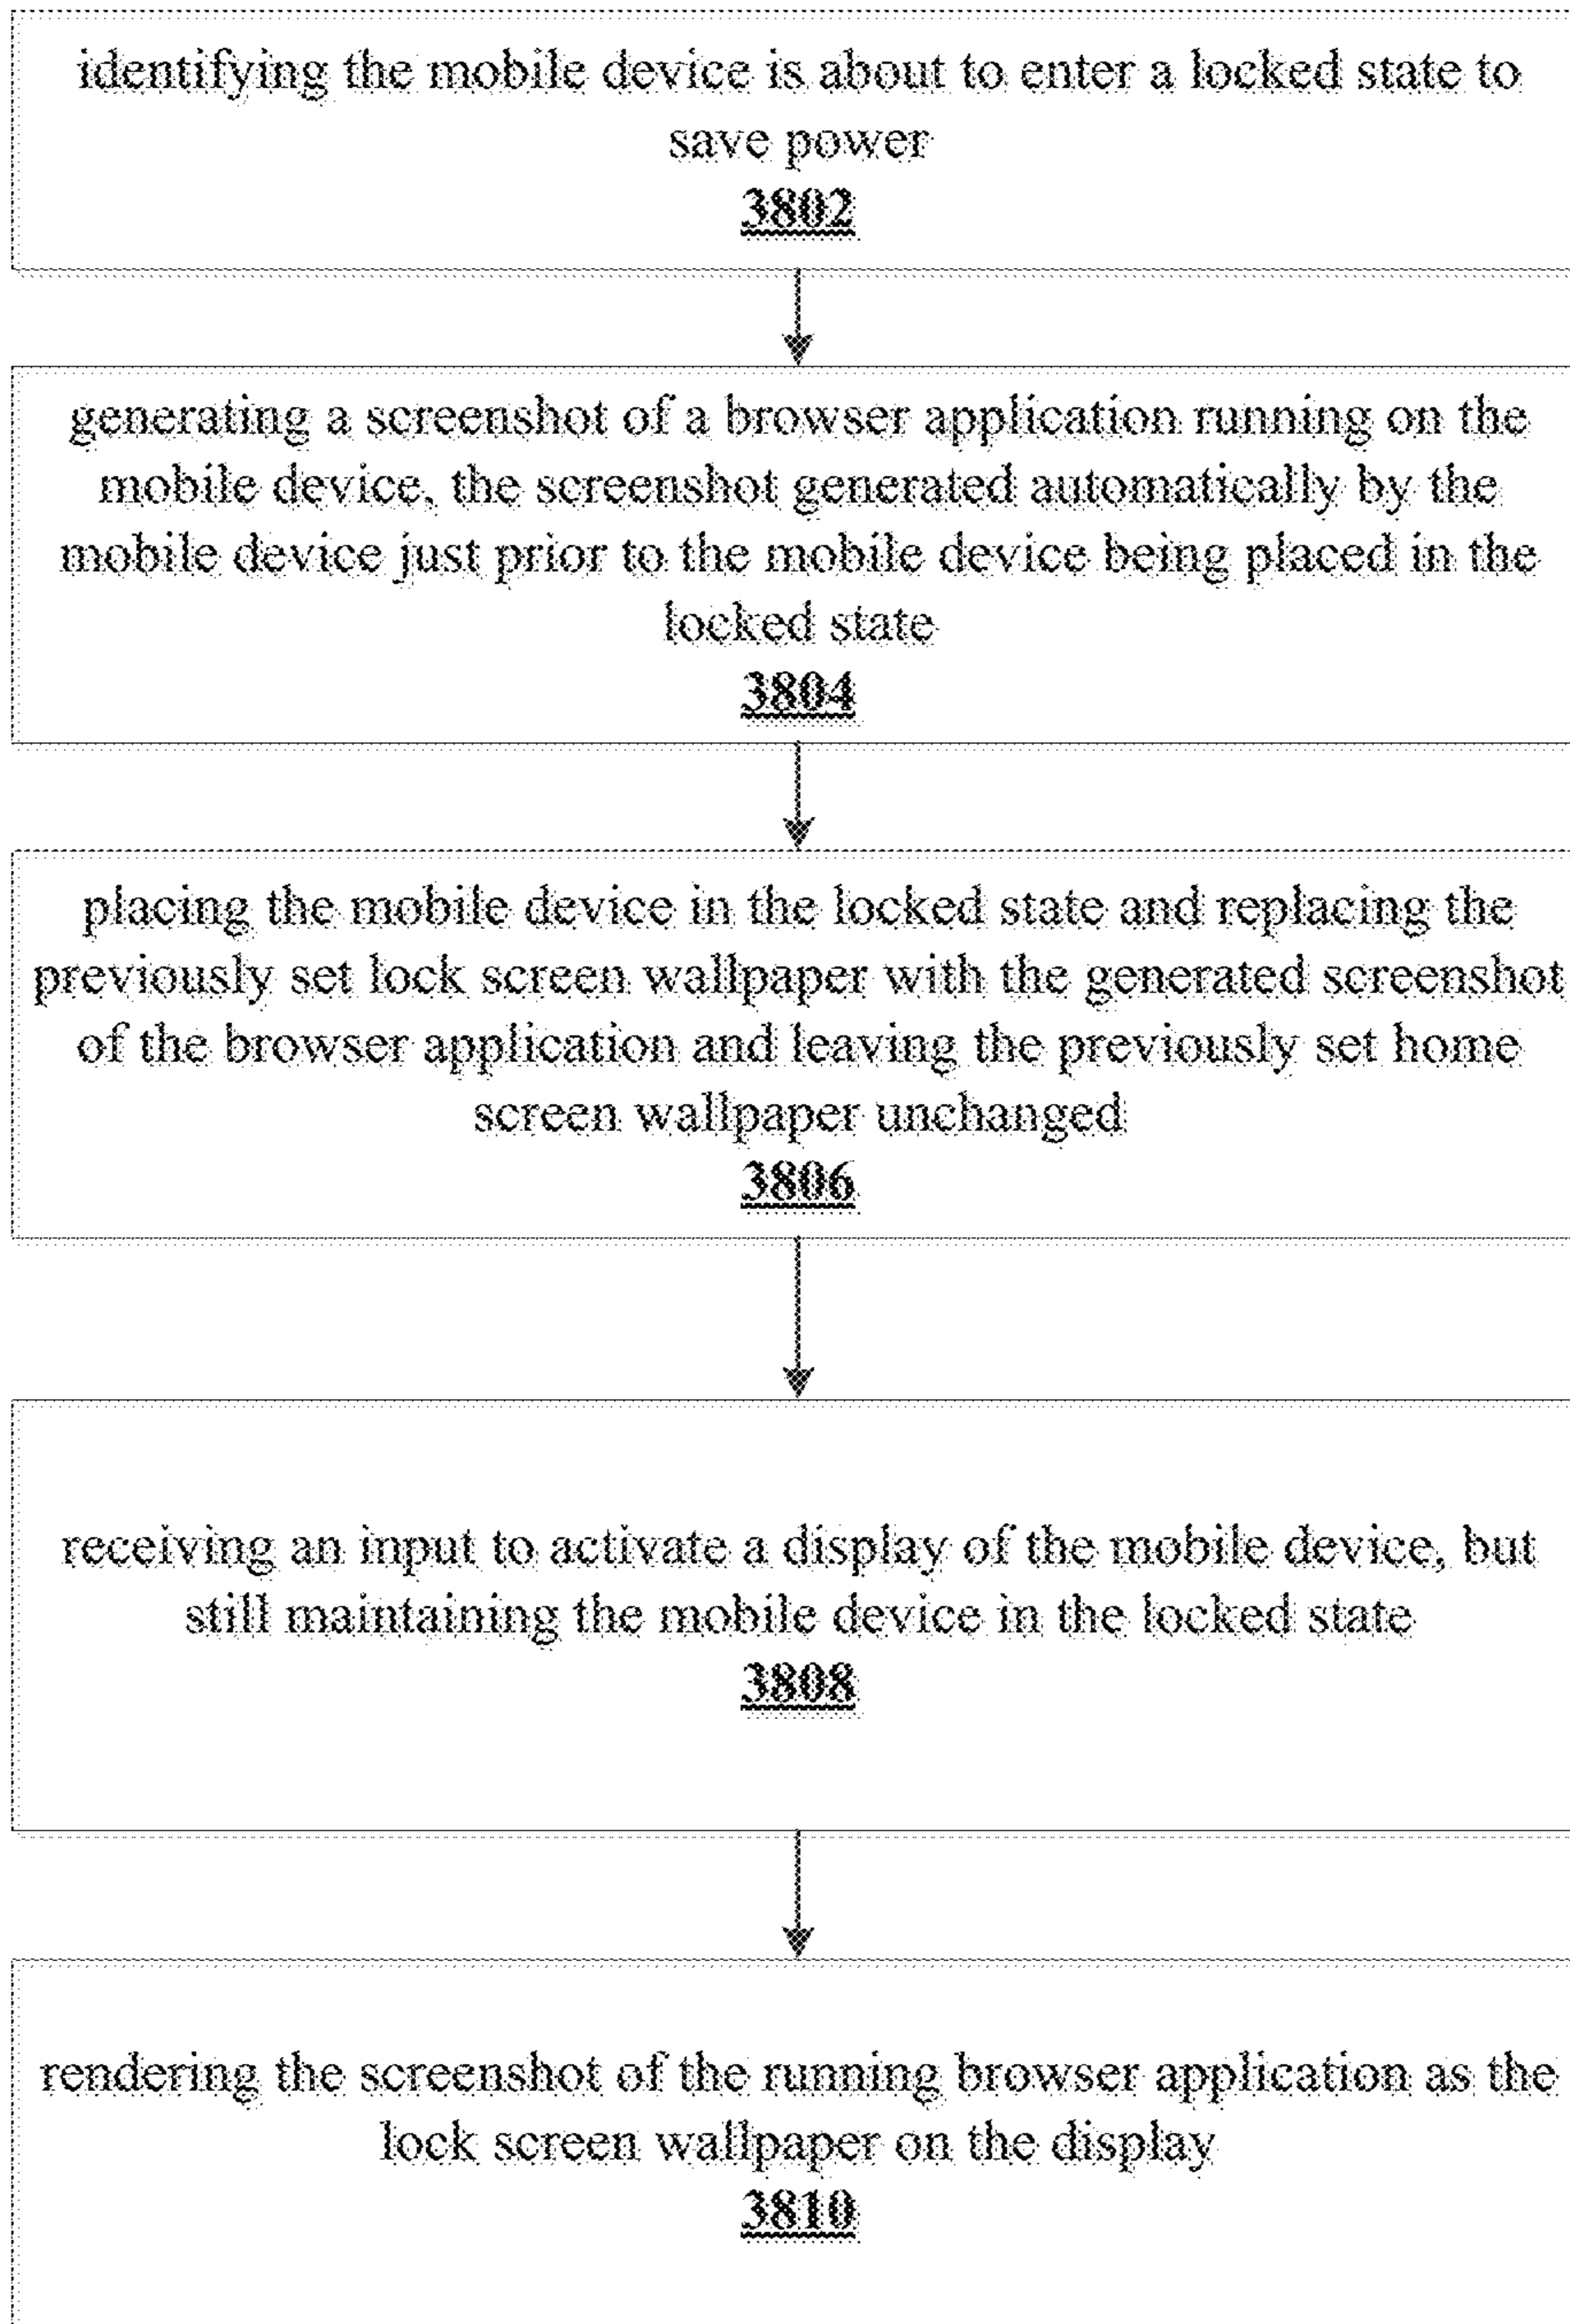 identifying the mobile device is about to enter a locked state to
save power
3802
generating a screenshot of a browser application running on the
mobile device, the screenshot generated automatically by the
mobile device just prior to the mobile device being placed in the
locked state
3804
placing the mobile device in the locked state and replacing the
previously set lock screen wallpaper with the generated screenshot
of the browser application and leaving the previously set home
screen wallpaper unchanged
3806
receiving an input to activate a display of the mobile device, but
still maintaining the mobile device in the locked state
3808
rendering the screenshot of the running browser application as the
lock screen wallpaper on the display
3810